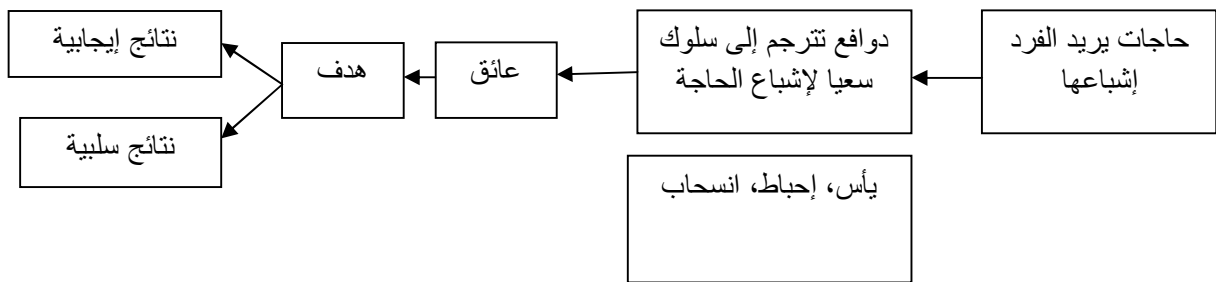 حاجات يريد الفرد
إشباعها
دوافع تترجم إلى سلوك
سعيا لإشباع الحاجة
عائق
هدف
نتائج إيجابية
نتائج سلبية
يأس، إحباط، انسحاب